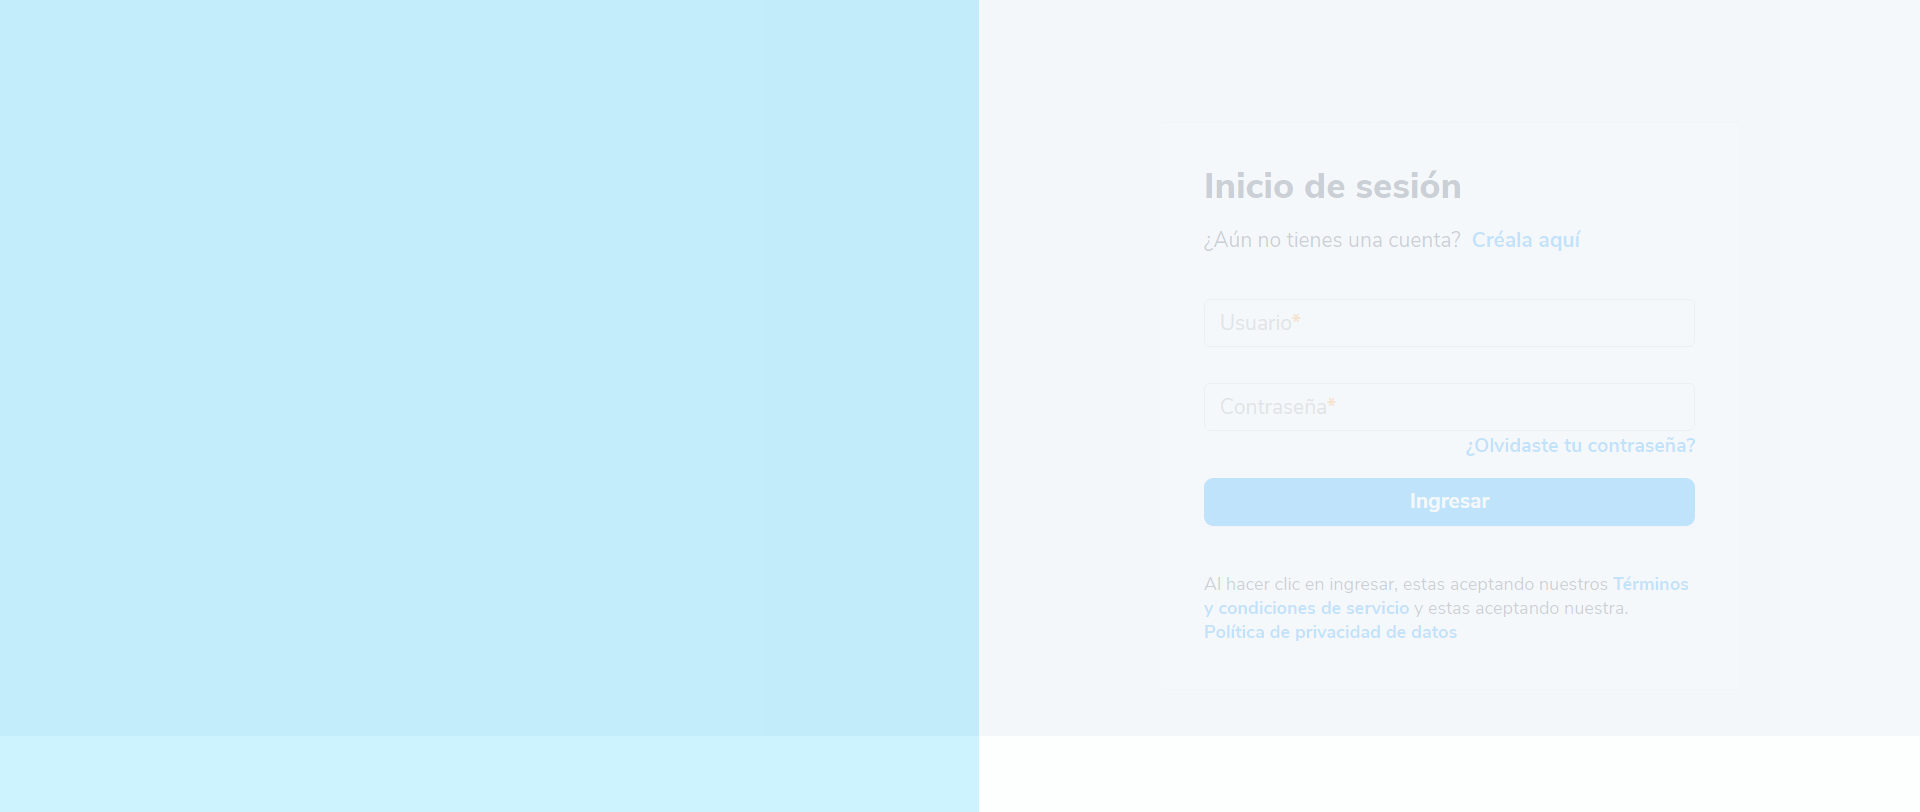 Inicio de sesión
¿Aún no tienes una cuenta? Créala aquí
Usuario*
Contraseña*
¿Olvidaste tu contraseña?
Ingresar
Al hacer clic en ingresar, estas aceptando nuestros Términos
y condiciones de servicio y estas aceptando nuestra.
Política de privacidad de datos